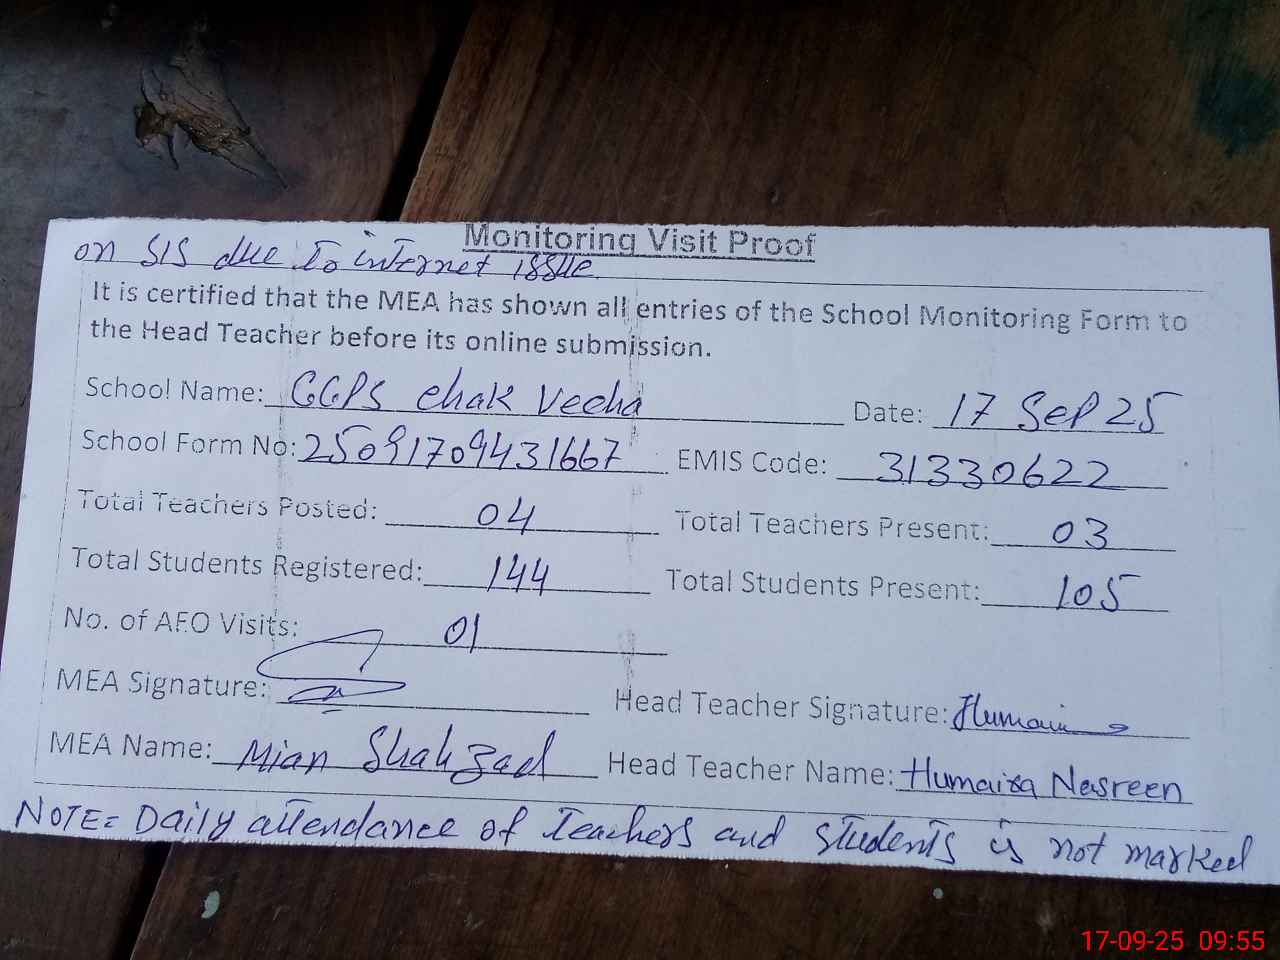 Monitoring Visit Proof
on SIS due to internet issue
It is certified that the MEA has shown all entries of the School Monitoring Form to
the Head Teacher before its online submission.
School Name: GGPS Chak Veeha Date: 17 Sep 25
School Form No: 25091709431667 EMIS Code: 31330622
Total Teachers Posted: 04 Total Teachers Present: 03
Total Students Registered: 144 Total Students Present: 105
No. of AEO Visits: 01
MEA Signature: Head Teacher Signature: Humaira
MEA Name: Mian Shahzad Head Teacher Name: Humaira Nasreen
NOTE= Daily attendance of Teachers and students is not marked
17-09-25 09:55